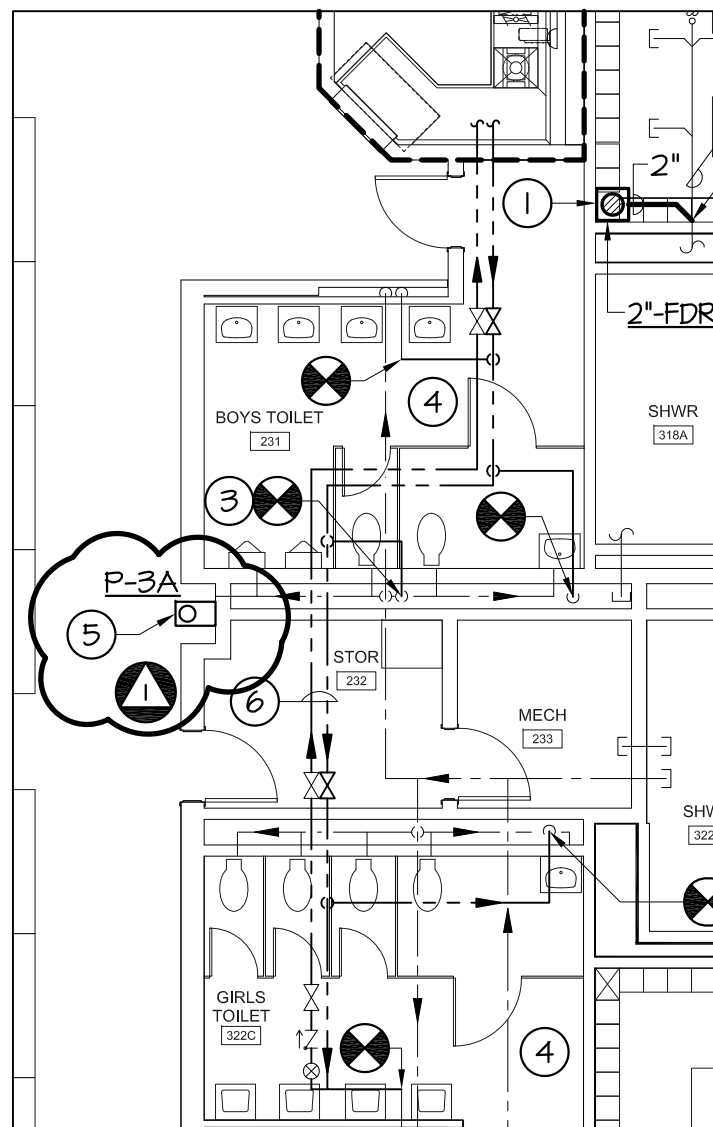 2"
1
2"-FDR
4
BOYS TOILET
231
SHWR
318A
3
P-3A
5
1
STOR
232
6
MECH
233
SHW
322
GIRLS
TOILET
322C
4